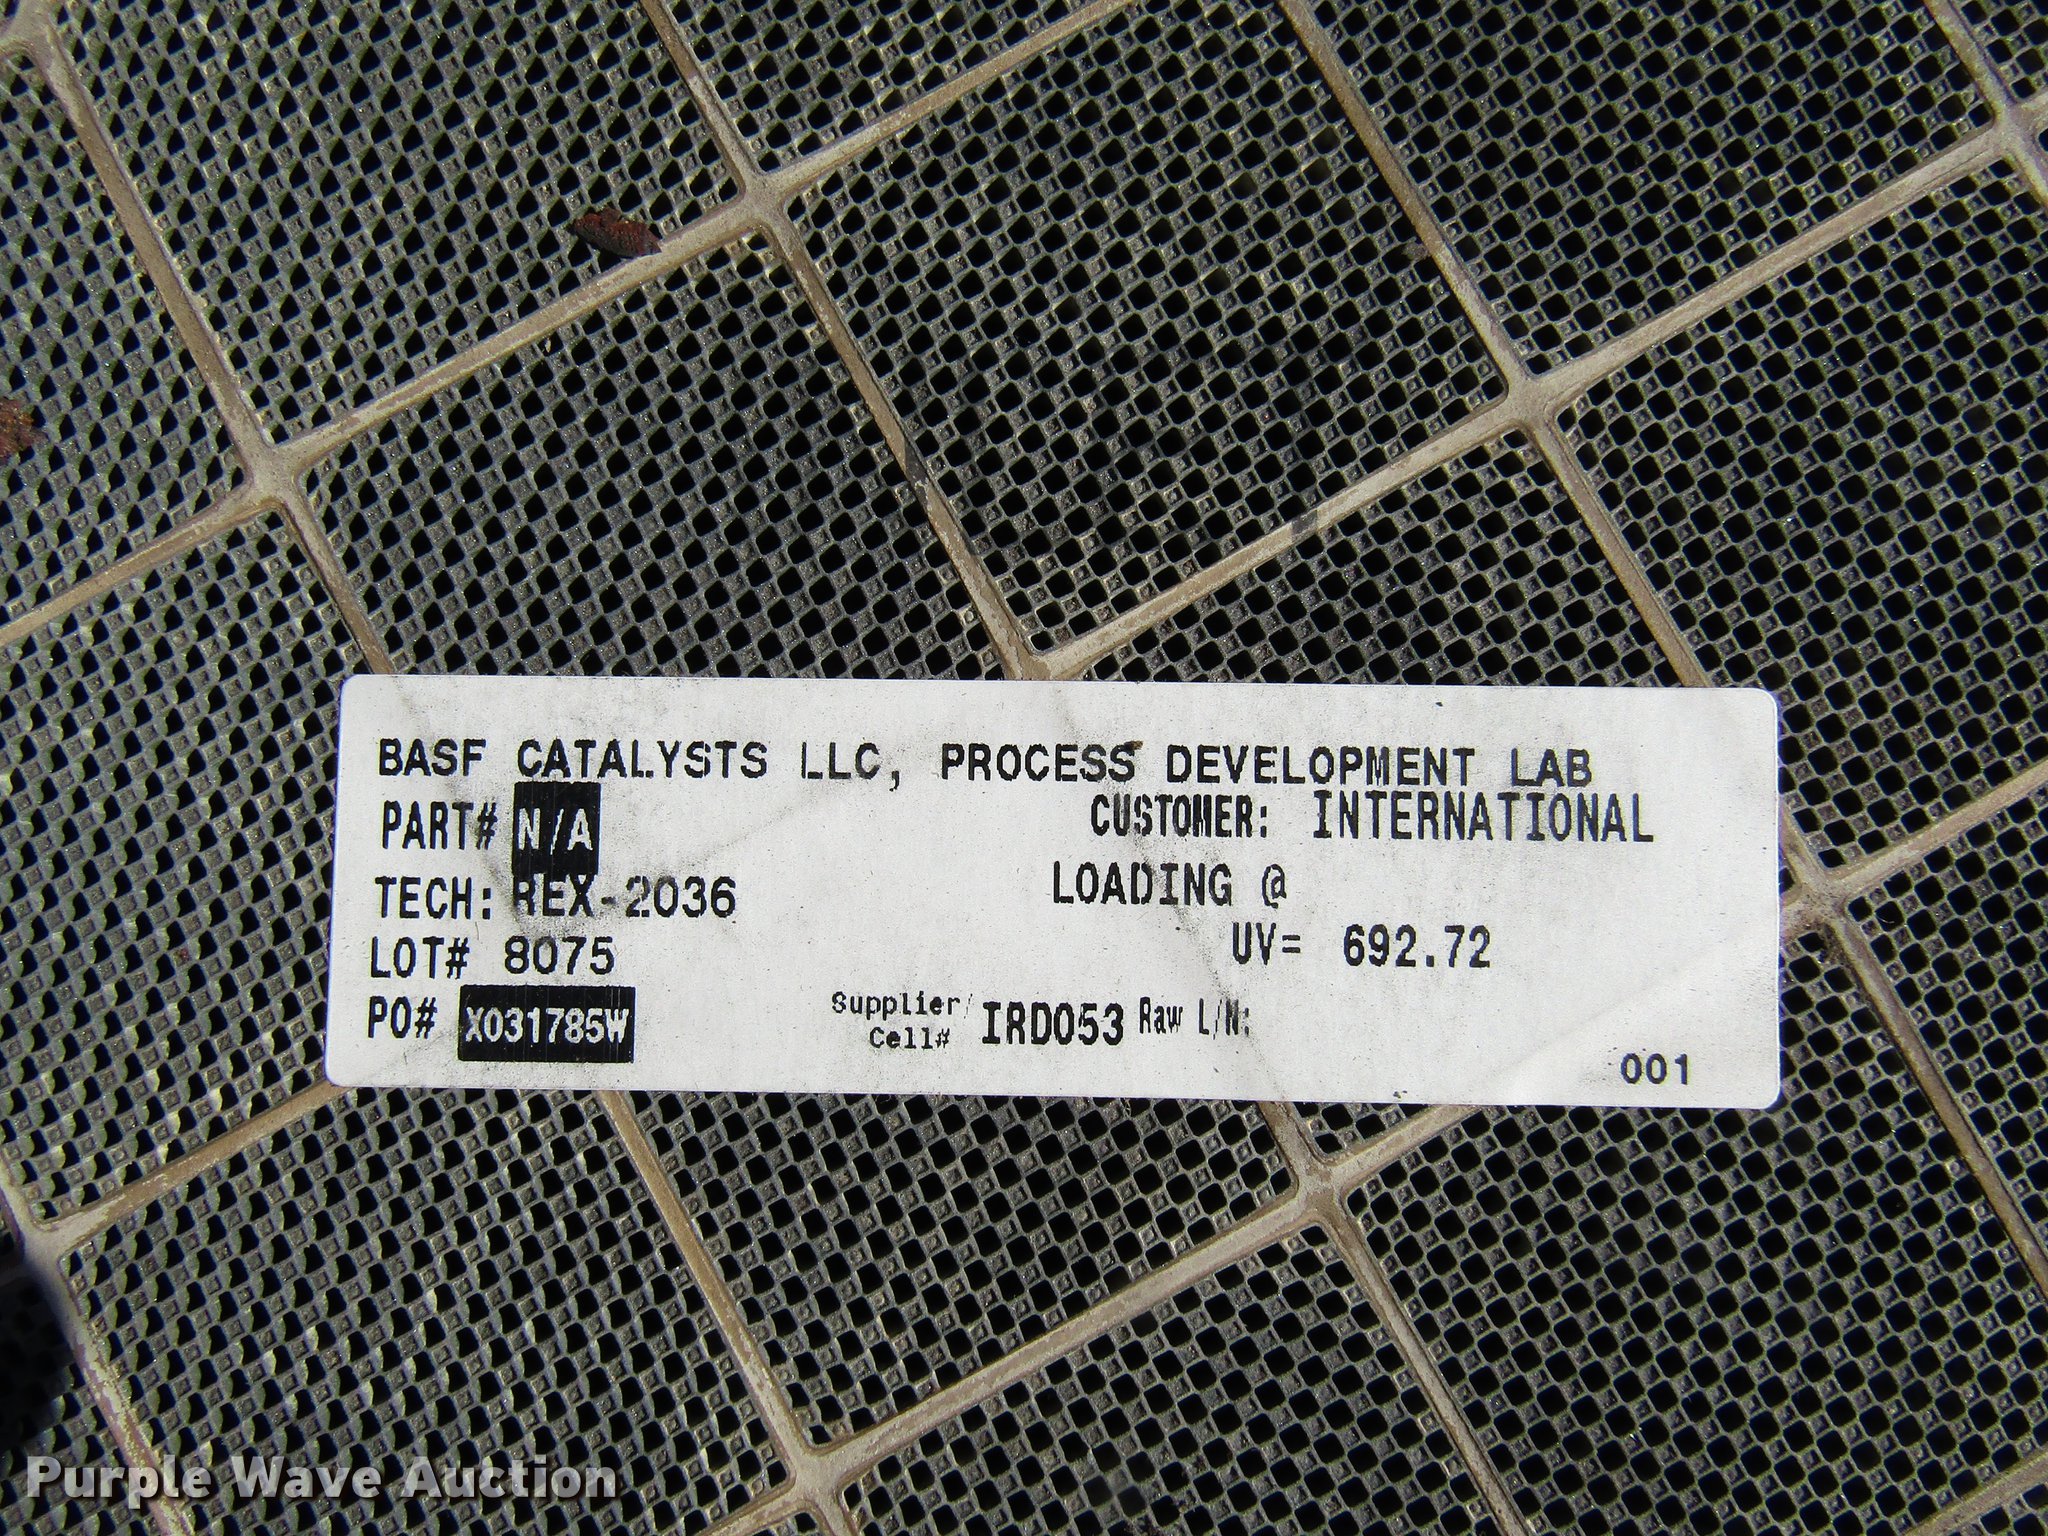 BASF CATALYSTS LLC, PROCESS DEVELOPMENT LAB
PART# N/A CUSTOMER: INTERNATIONAL
TECH: REX-2036 LOADING @
LOT# 8075 UV= 692.72
PO# X031785W Supplier/ Cell# IRD053 Raw L/N:
001
Purple Wave Auction